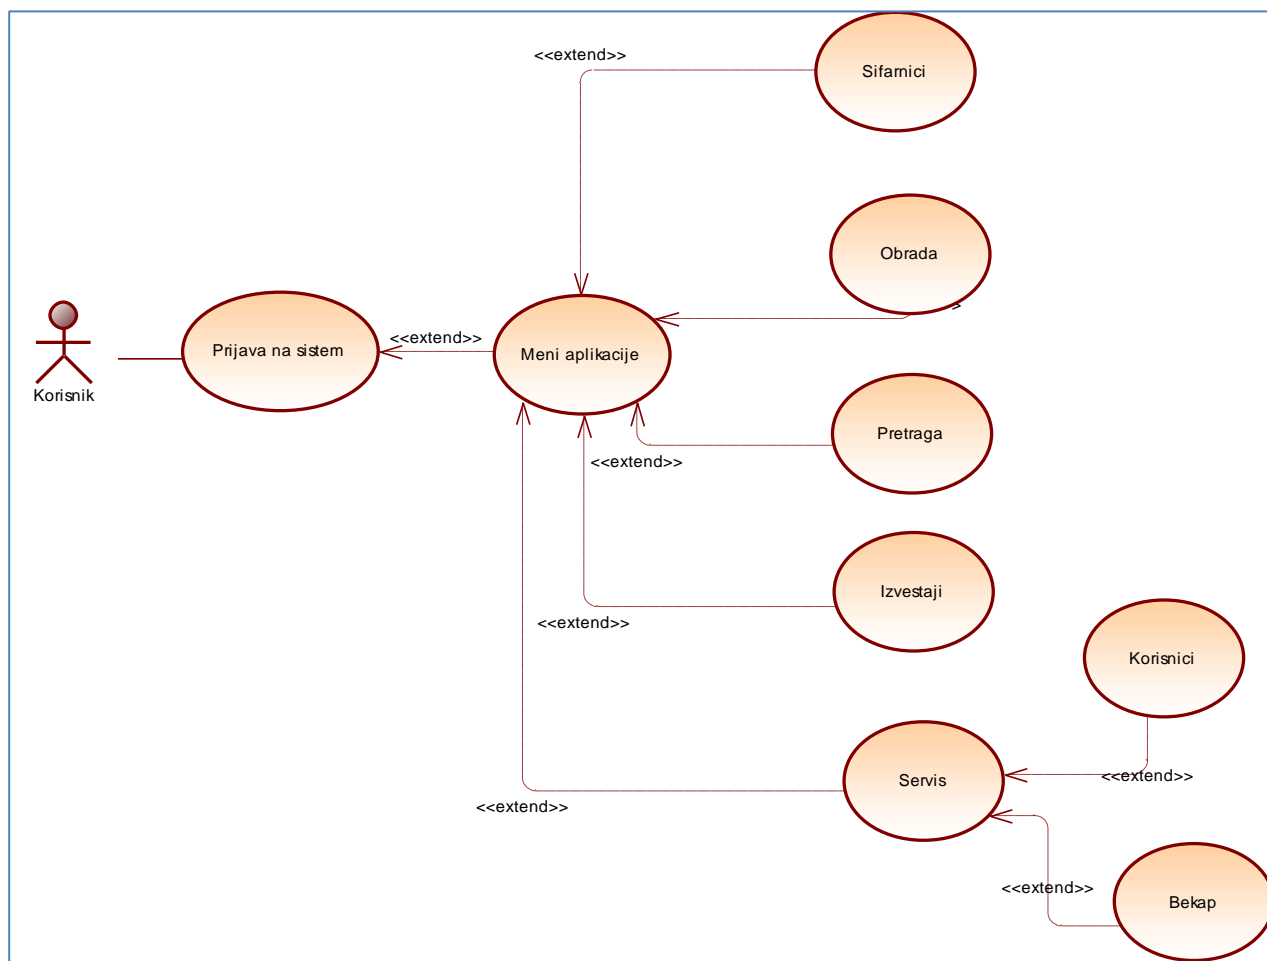 <<extend>>
Sifarnici
Obrada
>
Prijava na sistem
<<extend>>
Meni aplikacije
Korisnik
Pretraga
<<extend>>
Izvestaji
<<extend>>
Korisnici
Servis
<<extend>>
<<extend>>
<<extend>>
Bekap